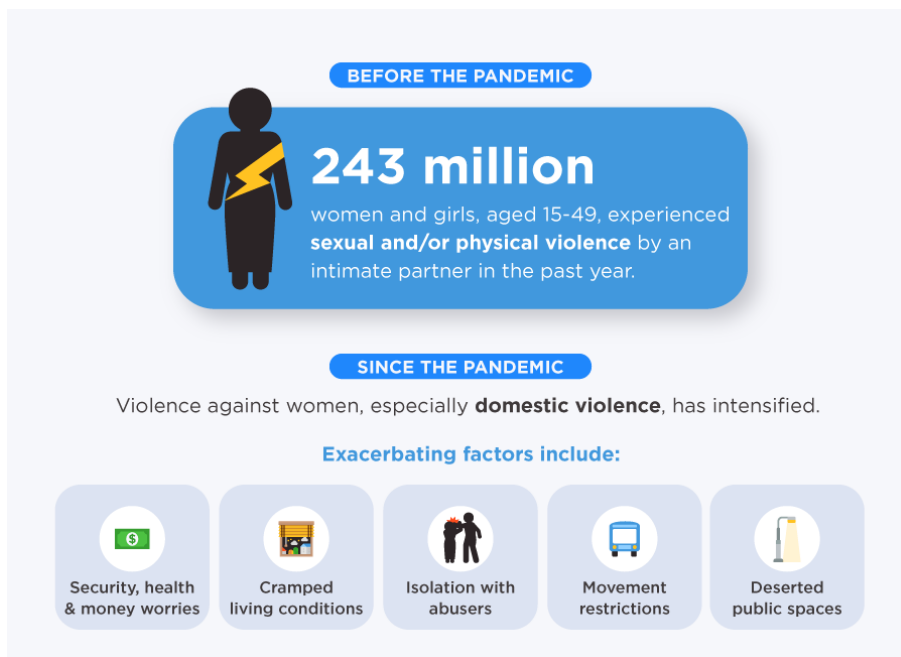 BEFORE THE PANDEMIC
243 million
women and girls, aged 15-49, experienced
sexual and/or physical violence by an
intimate partner in the past year.
SINCE THE PANDEMIC
Violence against women, especially domestic violence, has intensified.
Exacerbating factors include:
$
Security, health
& money worries
Cramped
living conditions
Isolation with
abusers
Movement
restrictions
Deserted
public spaces